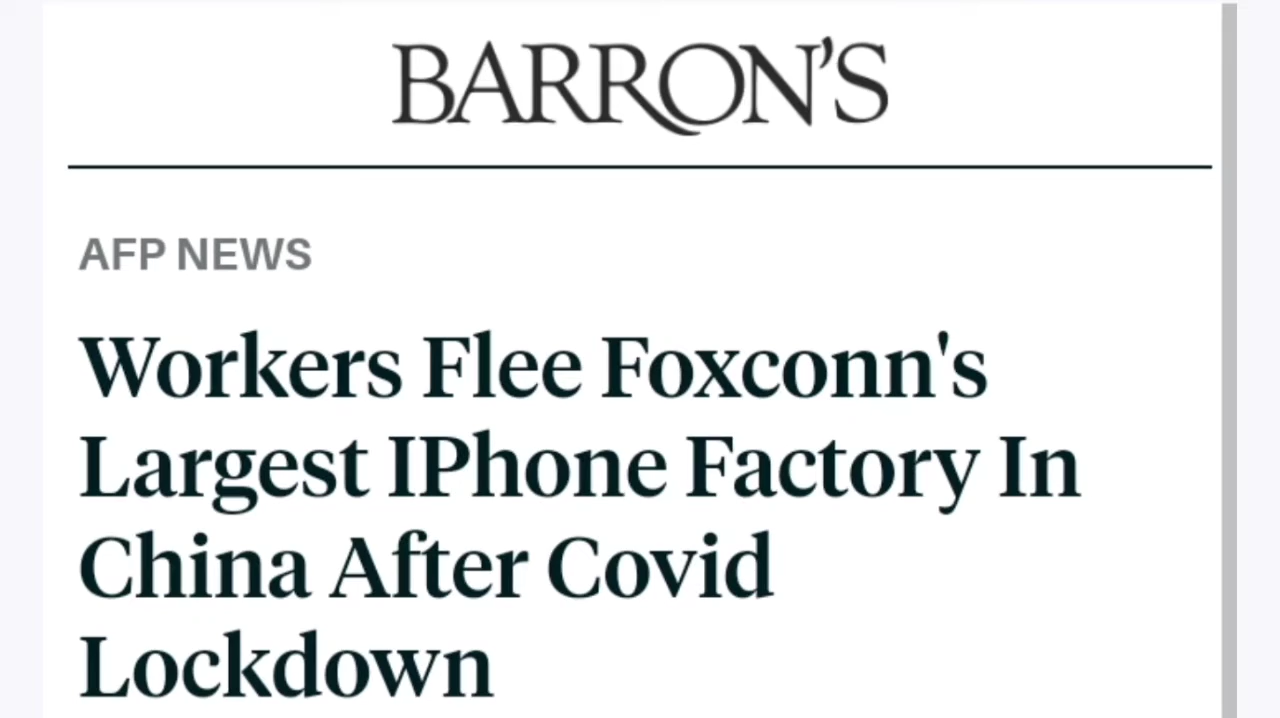 BARRON'S
AFP NEWS
Workers Flee Foxconn's
Largest IPhone Factory In
China After Covid
Lockdown